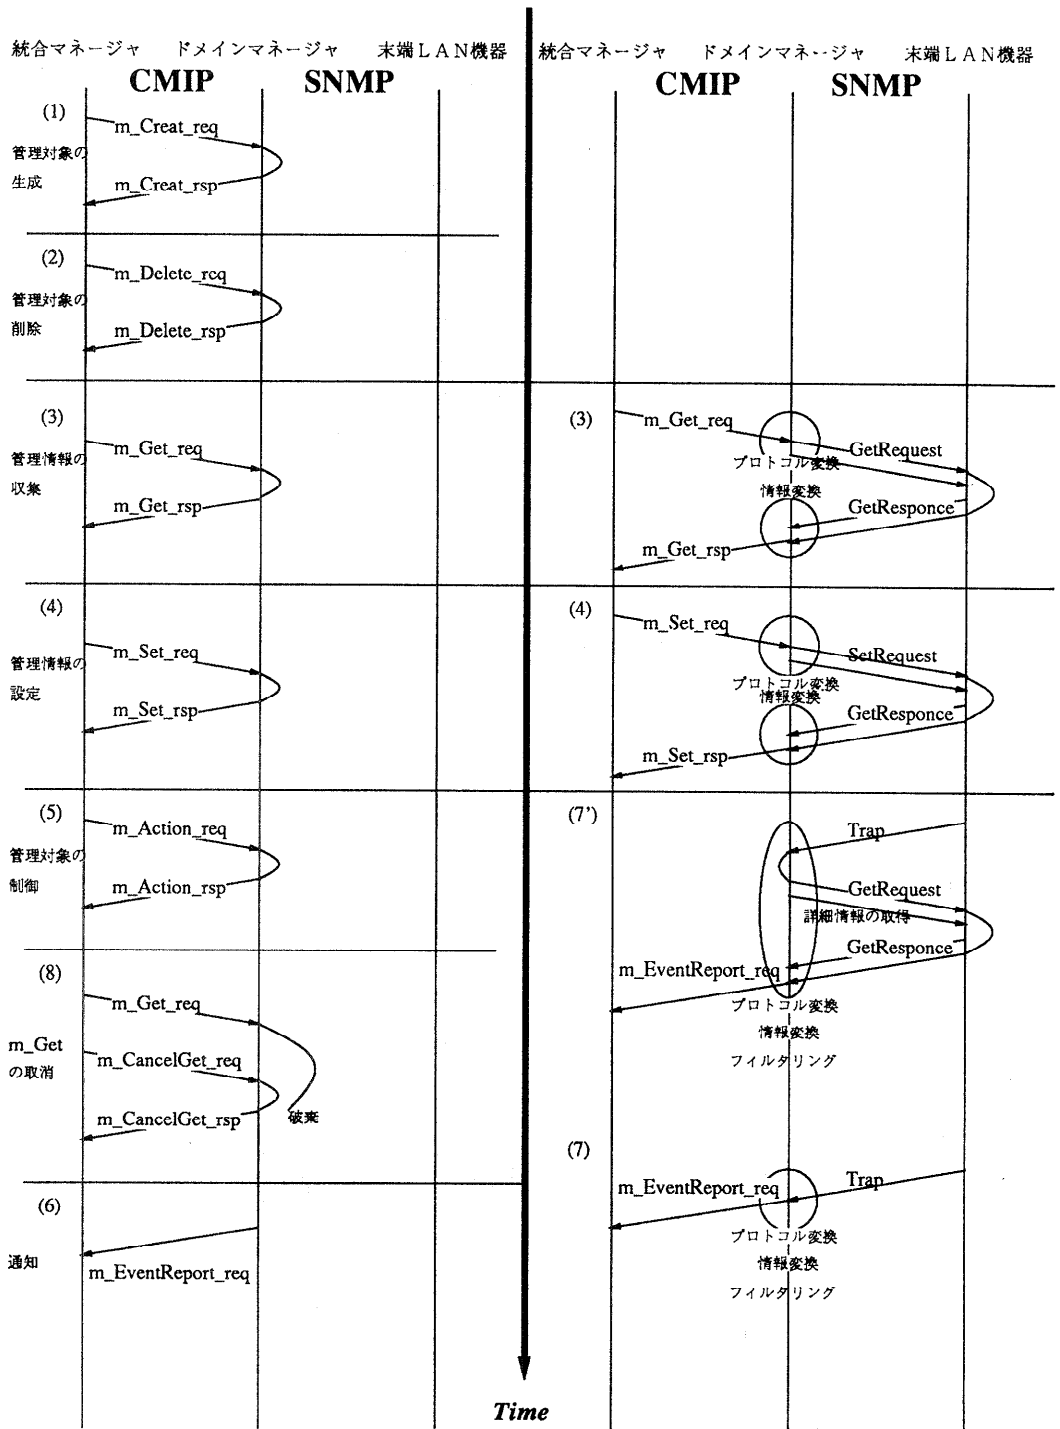 統合マネージャ ドメインマネージャ 末端LAN機器
CMIP SNMP
(1)
m_Creat_req
管理対象の
生成
m_Creat_rsp
(2)
m_Delete_req
管理対象の
削除
m_Delete_rsp
(3)
m_Get_req
管理情報の
収集
m_Get_rsp
(4)
m_Set_req
管理情報の
設定
m_Set_rsp
(5)
m_Action_req
管理対象の
制御
m_Action_rsp
(8)
m_Get_req
m_Get
の取消
m_CancelGet_req
m_CancelGet_rsp
破棄
(6)
通知
m_EventReport_req
統合マネージャ ドメインマネージャ 末端LAN機器
CMIP SNMP
(3)
m_Get_req
GetRequest
プロトコル変換
情報変換
GetResponce
m_Get_rsp
(4)
m_Set_req
SetRequest
プロトコル変換
情報変換
GetResponce
m_Set_rsp
(7')
Trap
GetRequest
詳細情報の取得
GetResponce
m_EventReport_req
プロトコル変換
情報変換
フィルタリング
(7)
m_EventReport_req
Trap
プロトコル変換
情報変換
フィルタリング
Time